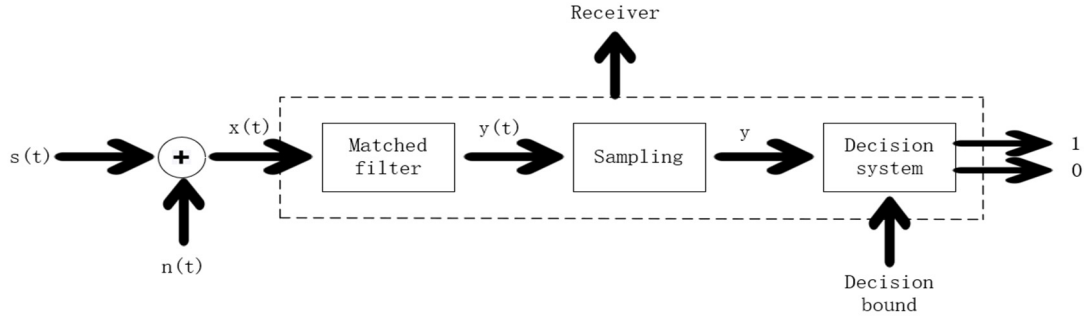 Receiver
s(t)
+
x(t)
n(t)
Matched
filter
y(t)
Sampling
y
Decision
system
1
0
Decision
bound